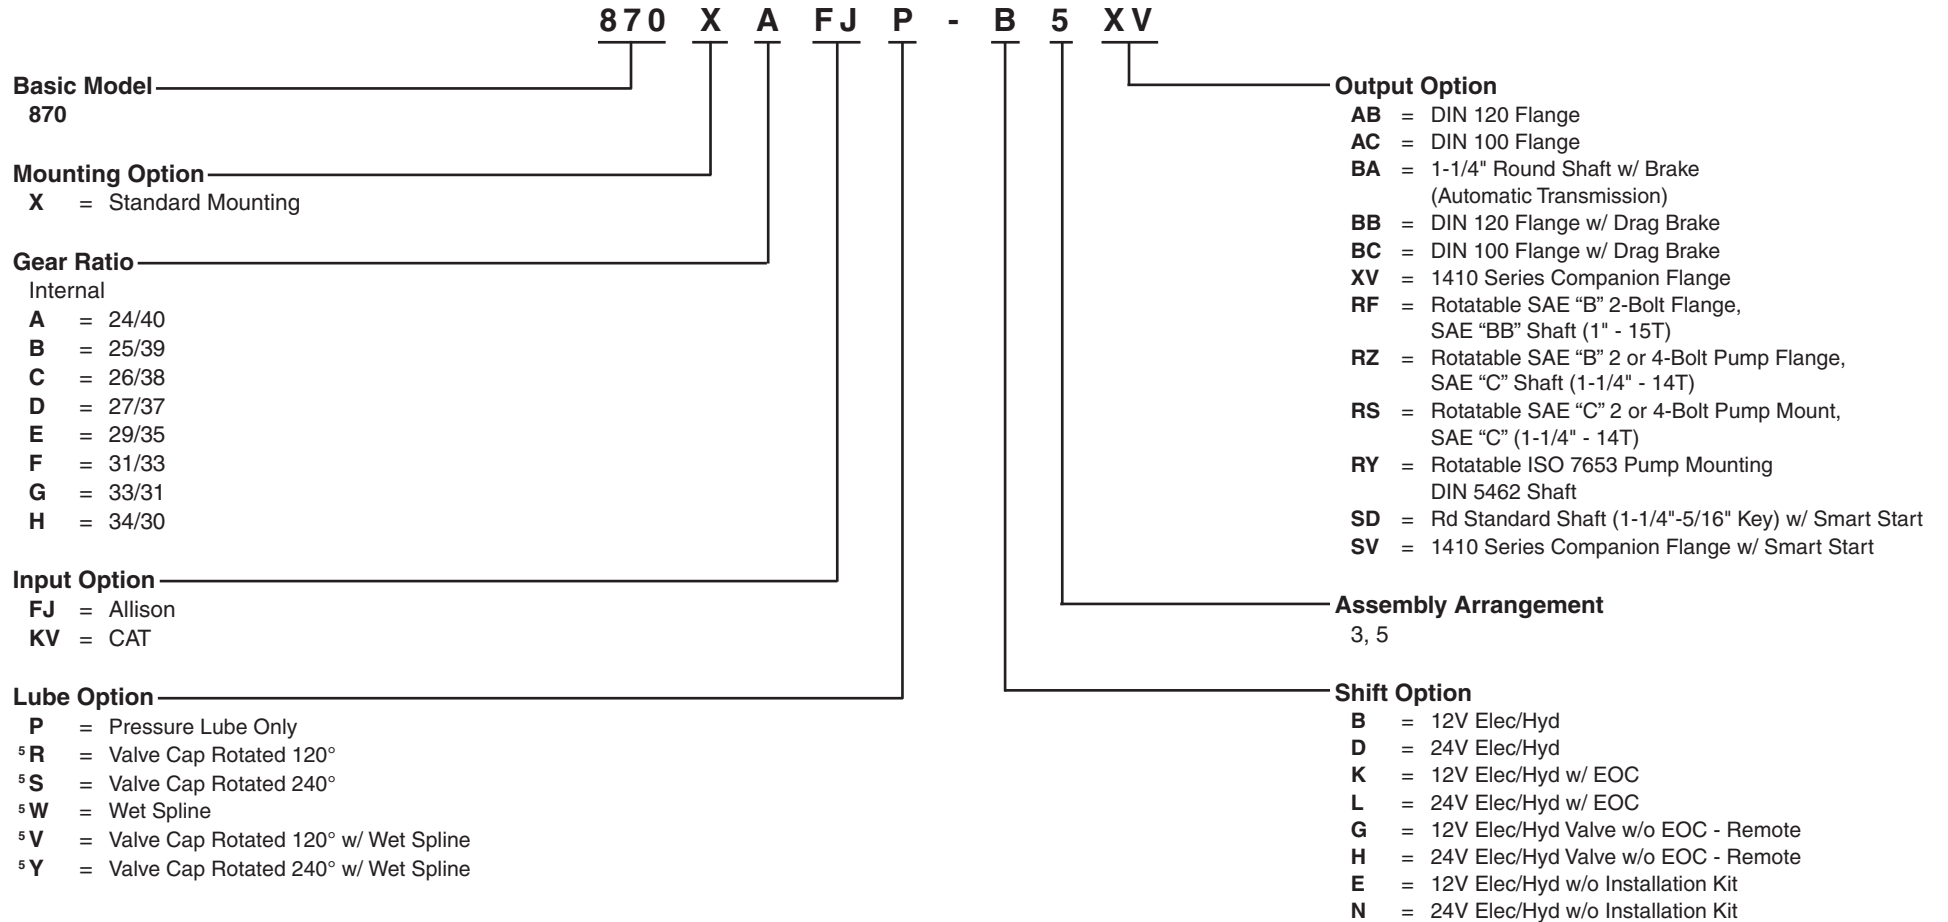 870 X A FJ P - B 5 XV
Basic Model
870
Mounting Option
X = Standard Mounting
Gear Ratio
Internal
A = 24/40
B = 25/39
C = 26/38
D = 27/37
E = 29/35
F = 31/33
G = 33/31
H = 34/30
Input Option
FJ = Allison
KV = CAT
Lube Option
P = Pressure Lube Only
5 R = Valve Cap Rotated 120°
5 S = Valve Cap Rotated 240°
5 W = Wet Spline
5 V = Valve Cap Rotated 120° w/ Wet Spline
5 Y = Valve Cap Rotated 240° w/ Wet Spline
Output Option
AB = DIN 120 Flange
AC = DIN 100 Flange
BA = 1-1/4" Round Shaft w/ Brake
(Automatic Transmission)
BB = DIN 120 Flange w/ Drag Brake
BC = DIN 100 Flange w/ Drag Brake
XV = 1410 Series Companion Flange
RF = Rotatable SAE “B” 2-Bolt Flange,
SAE “BB” Shaft (1" - 15T)
RZ = Rotatable SAE “B” 2 or 4-Bolt Pump Flange,
SAE “C” Shaft (1-1/4" - 14T)
RS = Rotatable SAE “C” 2 or 4-Bolt Pump Mount,
SAE “C” (1-1/4" - 14T)
RY = Rotatable ISO 7653 Pump Mounting
DIN 5462 Shaft
SD = Rd Standard Shaft (1-1/4"-5/16" Key) w/ Smart Start
SV = 1410 Series Companion Flange w/ Smart Start
Assembly Arrangement
3, 5
Shift Option
B = 12V Elec/Hyd
D = 24V Elec/Hyd
K = 12V Elec/Hyd w/ EOC
L = 24V Elec/Hyd w/ EOC
G = 12V Elec/Hyd Valve w/o EOC - Remote
H = 24V Elec/Hyd Valve w/o EOC - Remote
E = 12V Elec/Hyd w/o Installation Kit
N = 24V Elec/Hyd w/o Installation Kit